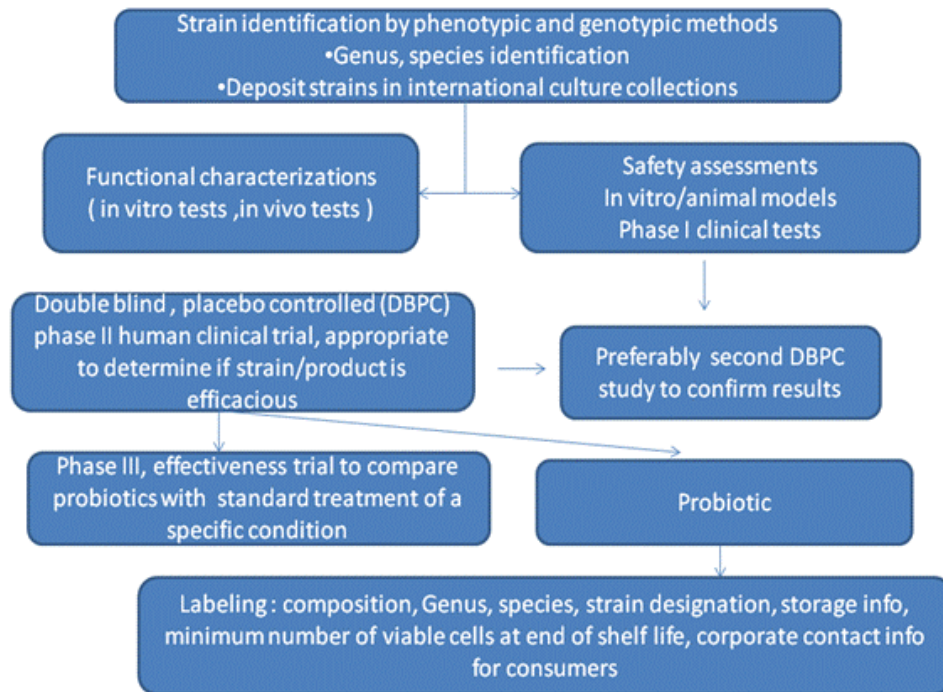 Strain identification by phenotypic and genotypic methods
•Genus, species identification
•Deposit strains in international culture collections
Functional characterizations
( in vitro tests ,in vivo tests )
Safety assessments
In vitro/animal models
Phase I clinical tests
Double blind , placebo controlled (DBPC)
phase II human clinical trial, appropriate
to determine if strain/product is
efficacious
Preferably second DBPC
study to confirm results
Phase III, effectiveness trial to compare
probiotics with standard treatment of a
specific condition
Probiotic
Labeling : composition, Genus, species, strain designation, storage info,
minimum number of viable cells at end of shelf life, corporate contact info
for consumers